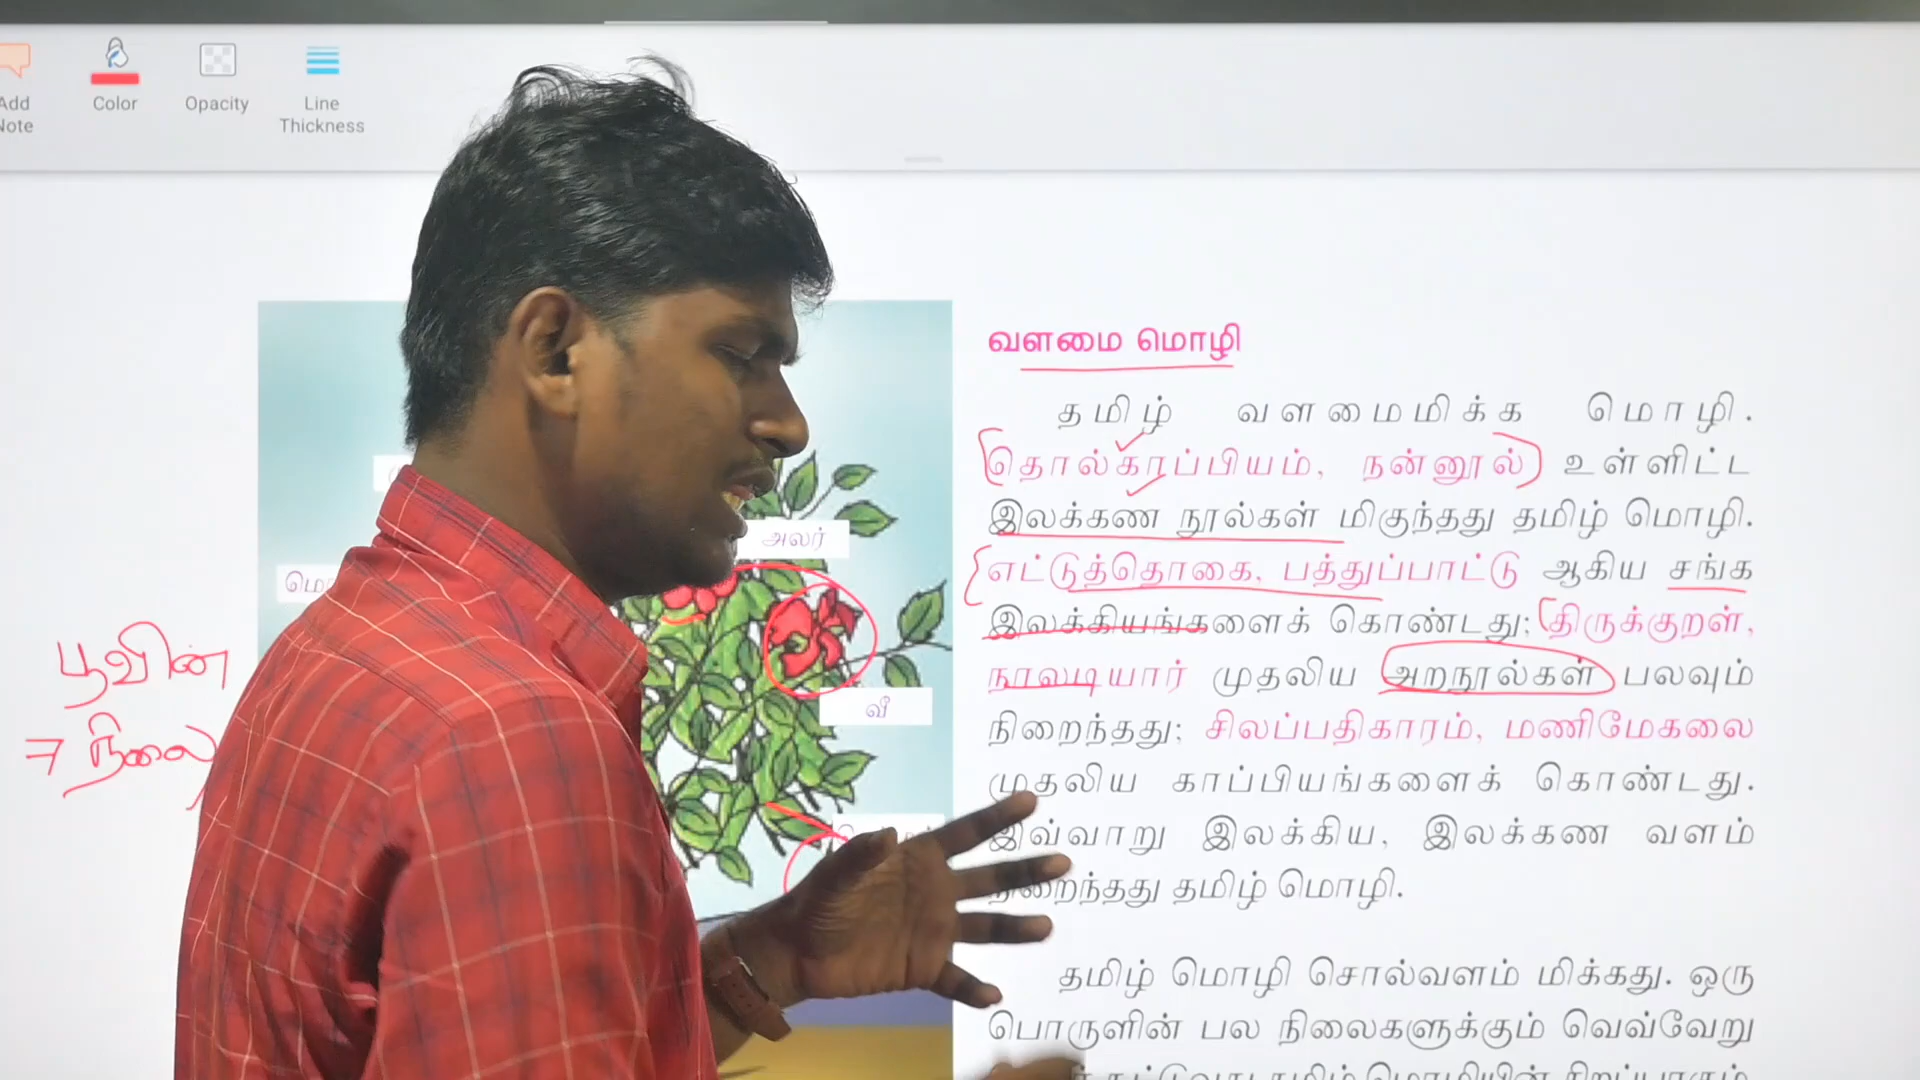 Add
Note
Color
Opacity
Line
Thickness
அலர்
வீ
பூவின்
7 நிலை
வளமை மொழி
தமிழ் வளமைமிக்க மொழி.
தொல்காப்பியம், நன்னூல் உள்ளிட்ட
இலக்கண நூல்கள் மிகுந்தது தமிழ் மொழி.
எட்டுத்தொகை, பத்துப்பாட்டு ஆகிய சங்க
இலக்கியங்களைக் கொண்டது; திருக்குறள்,
நாலடியார் முதலிய அறநூல்கள் பலவும்
நிறைந்தது; சிலப்பதிகாரம், மணிமேகலை
முதலிய காப்பியங்களைக் கொண்டது.
இவ்வாறு இலக்கிய, இலக்கண வளம்
நிறைந்தது தமிழ் மொழி.
தமிழ் மொழி சொல்வளம் மிக்கது. ஒரு
பொருளின் பல நிலைகளுக்கும் வெவ்வேறு
தமிழ் மொழியின் சிறப்பாகும்